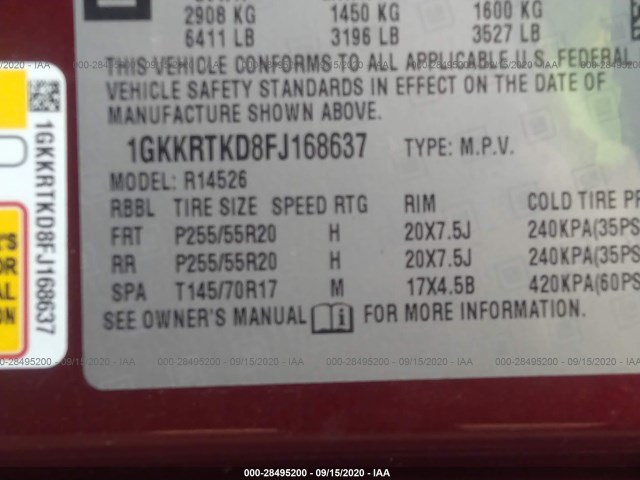 2908 KG 1450 KG 1600 KG
6411 LB 3196 LB 3527 LB
THIS VEHICLE CONFORMS TO ALL APPLICABLE U.S. FEDERAL
VEHICLE SAFETY STANDARDS IN EFFECT ON THE DATE OF
MANUFACTURE SHOWN ABOVE.
1GKKRTKD8FJ168637 TYPE: M.P.V.
MODEL: R14526
RBBL TIRE SIZE SPEED RTG RIM COLD TIRE PR
FRT P255/55R20 H 20X7.5J 240KPA(35PS
RR P255/55R20 H 20X7.5J 240KPA(35PS
SPA T145/70R17 M 17X4.5B 420KPA(60PS
SEE OWNER'S MANUAL i FOR MORE INFORMATION.
1GKKRTKD8FJ168637
'S
OR
AL
ON
000-28495200 - 09/15/2020 - IAA